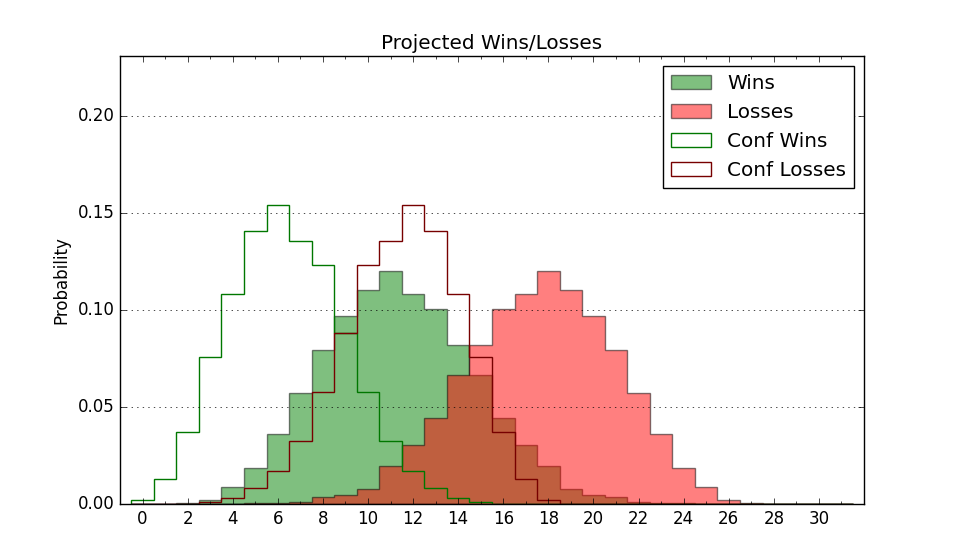 Projected Wins/Losses
Wins
Losses
Conf Wins
Conf Losses
Probability
0.20
0.15
0.10
0.05
0.00
0 2 4 6 8 10 12 14 16 18 20 22 24 26 28 30